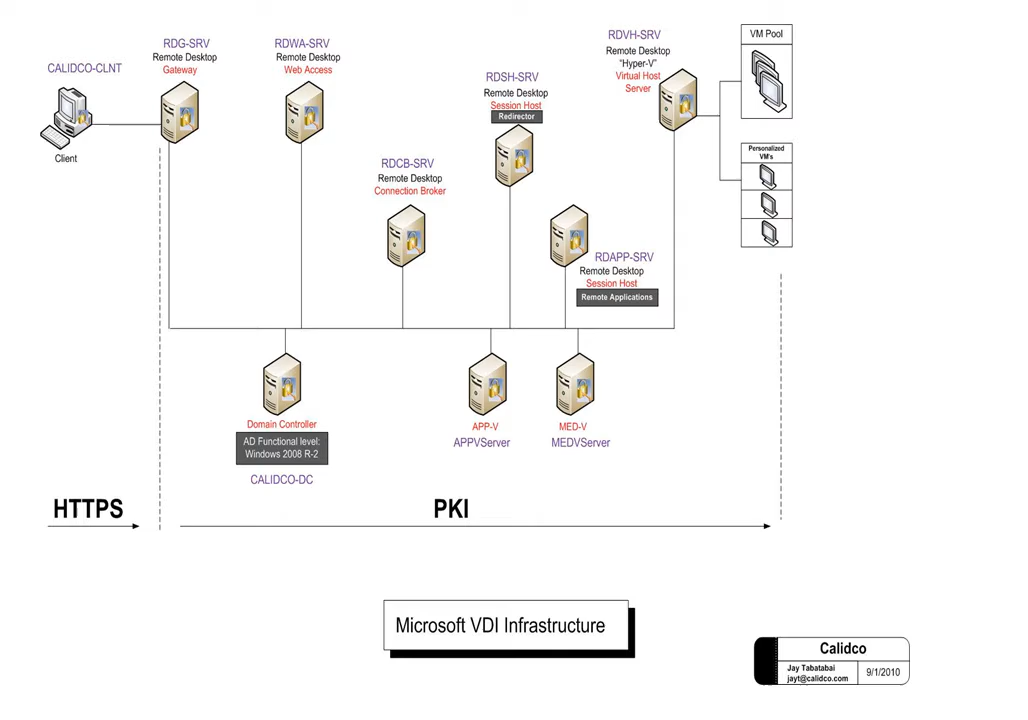 CALIDCO-CLNT
Client
RDG-SRV
Remote Desktop
Gateway
RDWA-SRV
Remote Desktop
Web Access
RDCB-SRV
Remote Desktop
Connection Broker
RDSH-SRV
Remote Desktop
Session Host
Redirector
RDAPP-SRV
Remote Desktop
Session Host
Remote Applications
RDVH-SRV
Remote Desktop
“Hyper-V”
Virtual Host
Server
VM Pool
Personalized
VM's
Domain Controller
AD Functional level:
Windows 2008 R-2
CALIDCO-DC
APP-V
APPVServer
MED-V
MEDVServer
HTTPS
PKI
Microsoft VDI Infrastructure
Calidco
Jay Tabatabai
jayt@calidco.com
9/1/2010